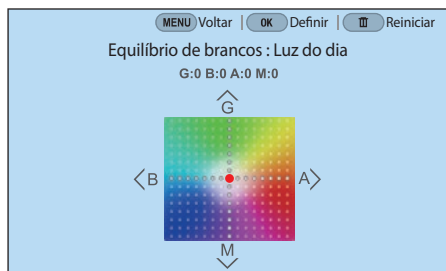 MENU Voltar | OK Definir | Reiniciar
Equilíbrio de brancos : Luz do dia
G:0 B:0 A:0 M:0
G
B A
M